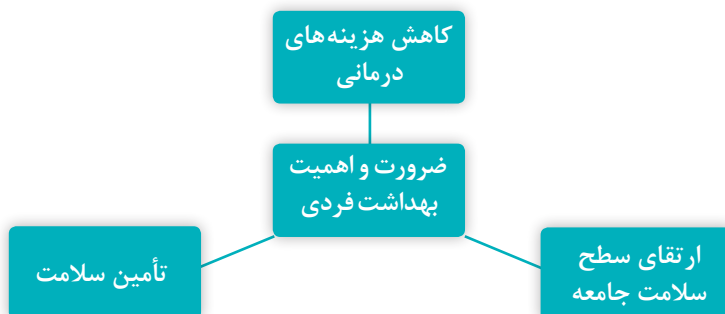 کاهش هزینه‌های
درمانی
ضرورت و اهمیت
بهداشت فردی
ارتقای سطح
سلامت جامعه
تأمین سلامت